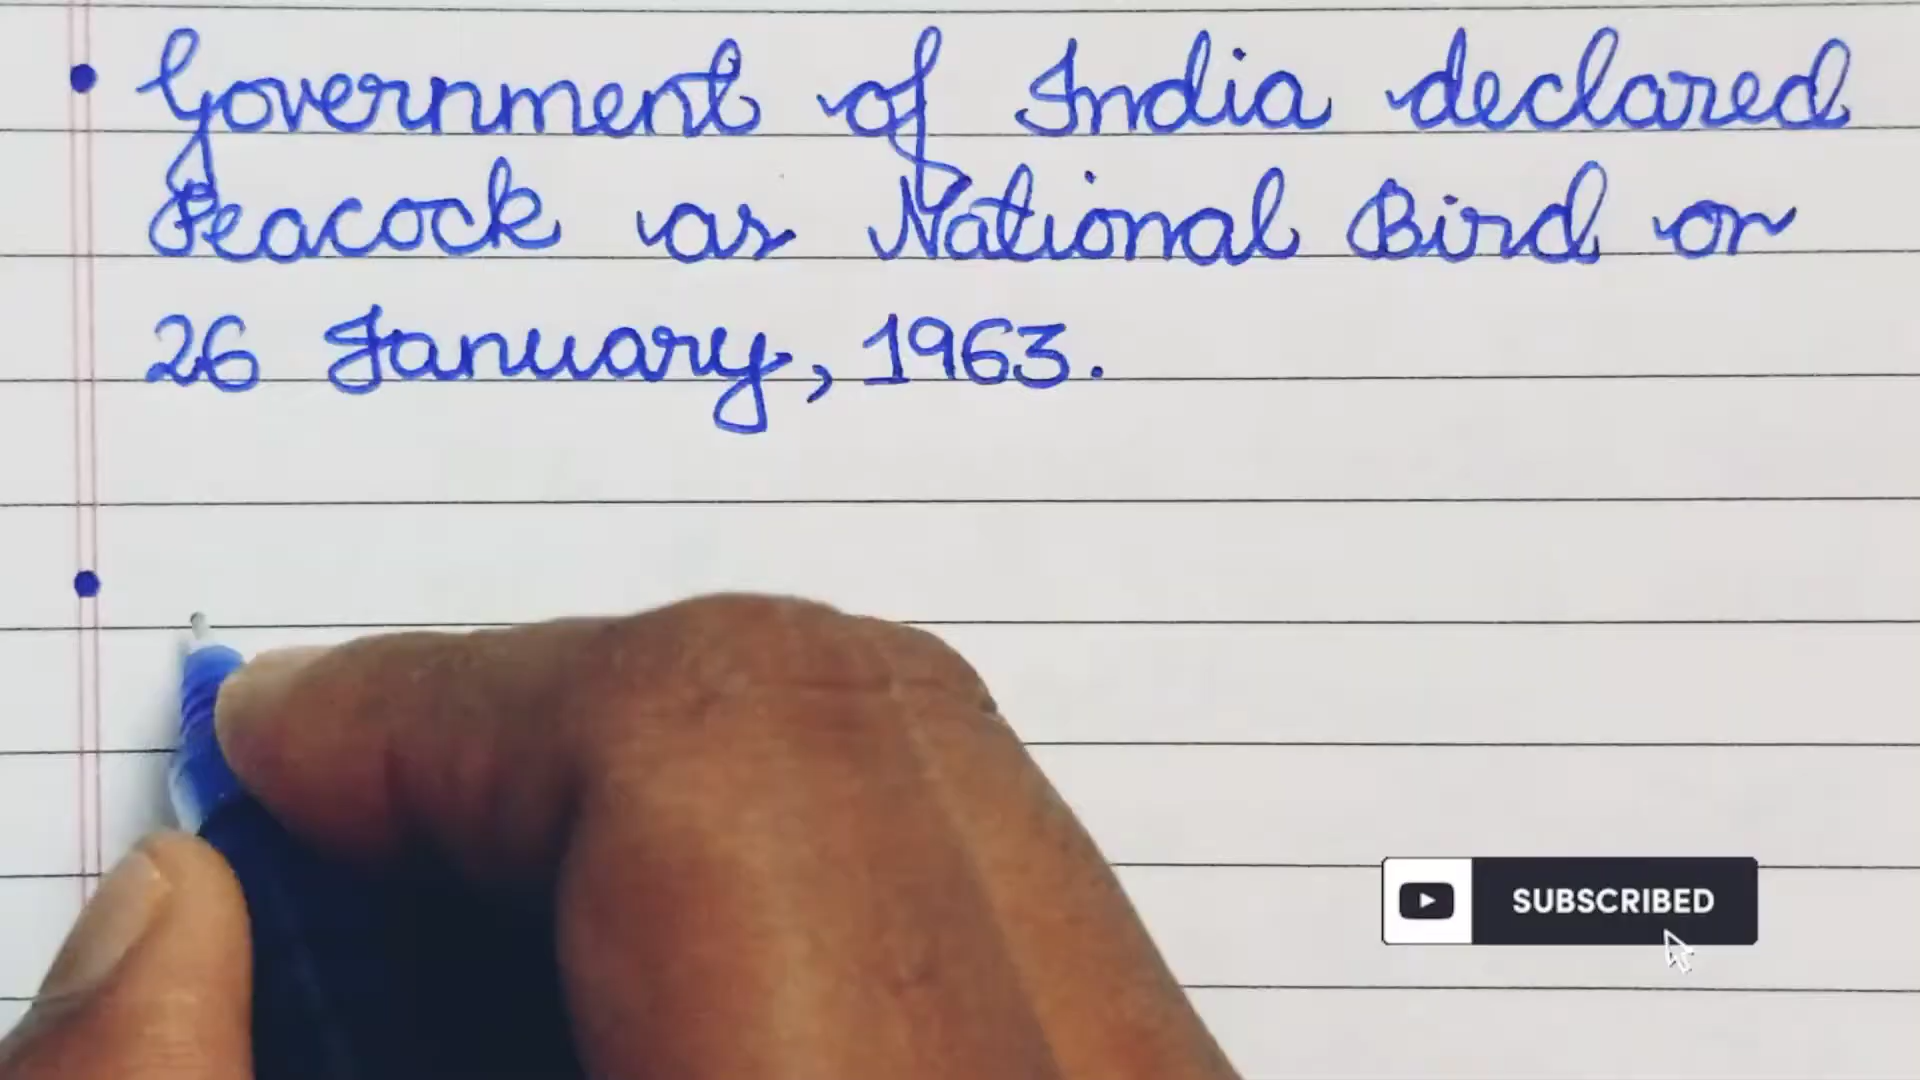 • Government of India declared
Peacock as National Bird on
26 January, 1963.
•
SUBSCRIBED